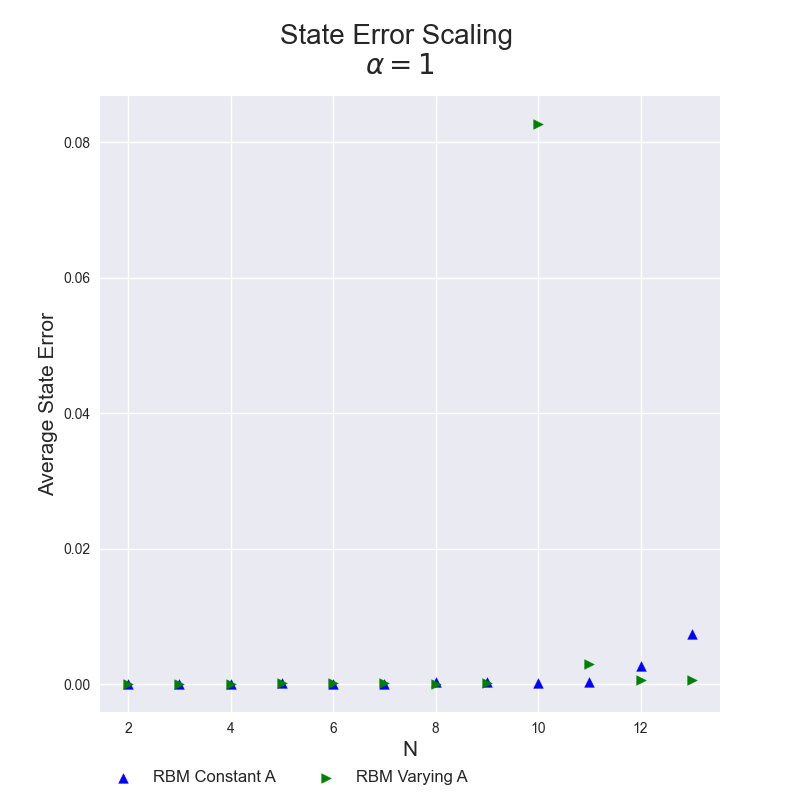 State Error Scaling
α = 1
Average State Error
0.08
0.06
0.04
0.02
0.00
2 4 6 8 10 12
N
RBM Constant A RBM Varying A